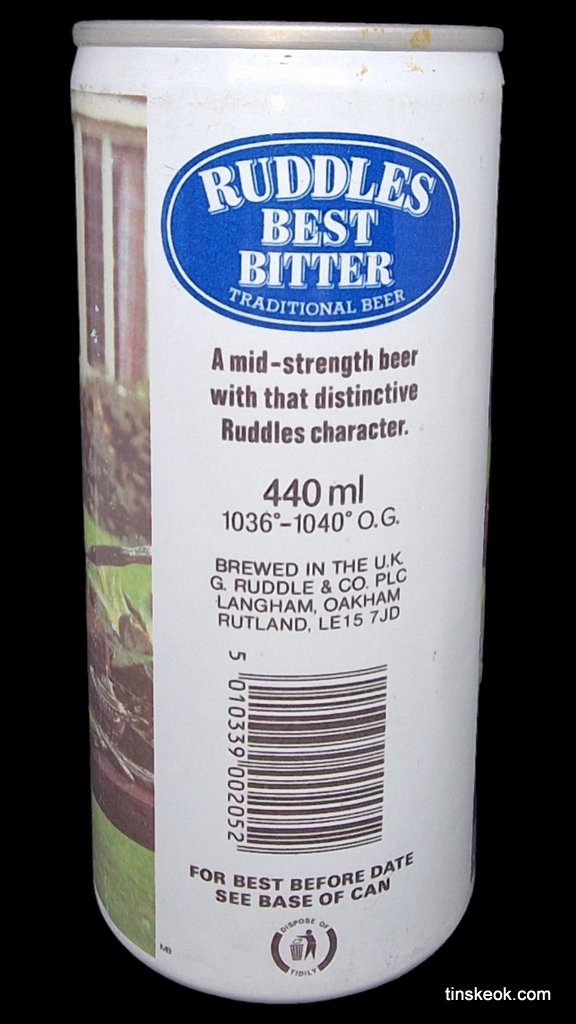 RUDDLES
BEST
BITTER
TRADITIONAL BEER
A mid-strength beer
with that distinctive
Ruddles character.
440 ml
1036°-1040° O.G.
BREWED IN THE U.K.
G. RUDDLE & CO. PLC
LANGHAM, OAKHAM
RUTLAND, LE15 7JD
5 010339 002052
FOR BEST BEFORE DATE
SEE BASE OF CAN
DISPOSE OF
TIDILY
MB
tinskeok.com